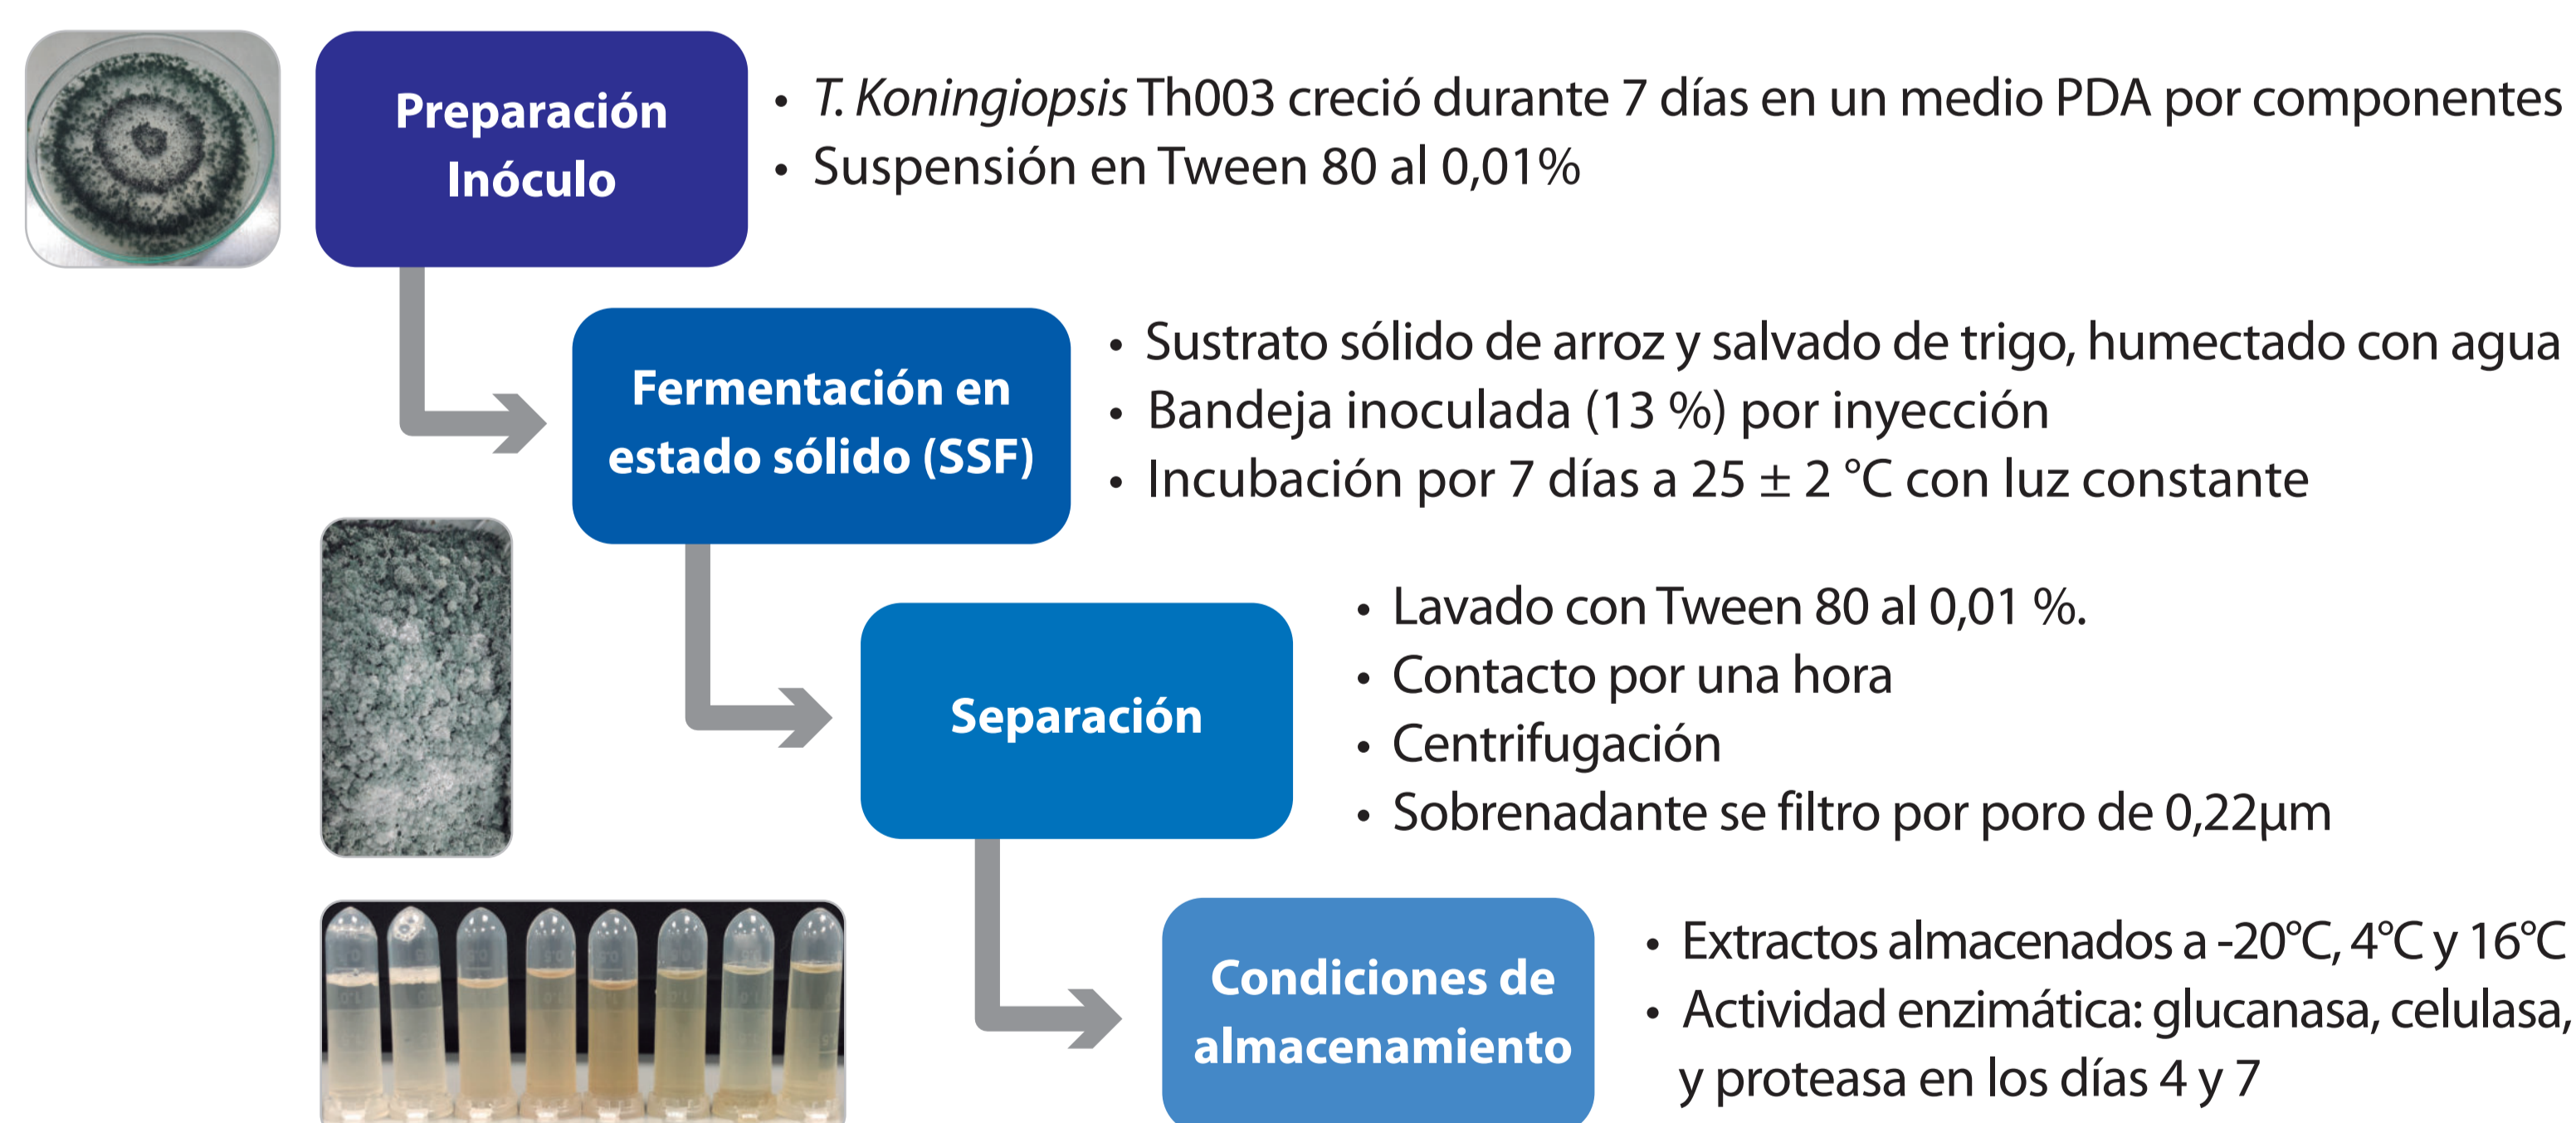 Preparación
Inóculo
• T. Koningiopsis Th003 creció durante 7 días en un medio PDA por componentes
• Suspensión en Tween 80 al 0,01%
Fermentación en
estado sólido (SSF)
• Sustrato sólido de arroz y salvado de trigo, humectado con agua
• Bandeja inoculada (13 %) por inyección
• Incubación por 7 días a 25 ± 2 °C con luz constante
Separación
• Lavado con Tween 80 al 0,01 %.
• Contacto por una hora
• Centrifugación
• Sobrenadante se filtro por poro de 0,22µm
Condiciones de
almacenamiento
• Extractos almacenados a -20°C, 4°C y 16°C
• Actividad enzimática: glucanasa, celulasa,
y proteasa en los días 4 y 7